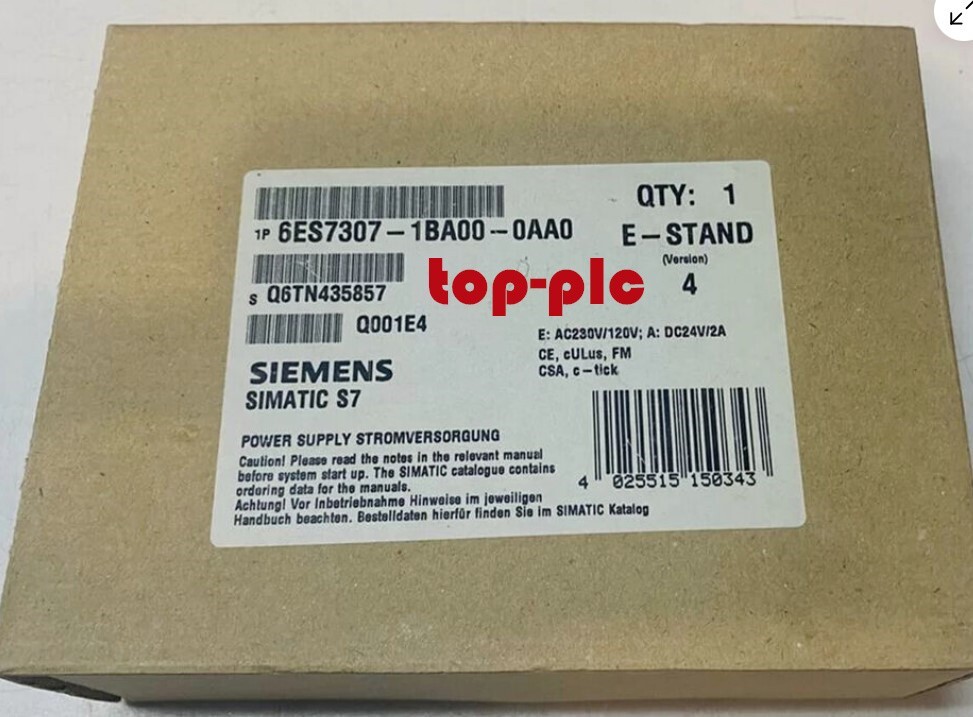 QTY: 1
1P 6ES7307-1BA00-0AA0
E-STAND
(Version)
4
S Q6TN435857
top-plc
Q001E4
E: AC230V/120V; A: DC24V/2A
CE, cULus, FM
CSA, c-tick
SIEMENS
SIMATIC S7
POWER SUPPLY STROMVERSORGUNG
Caution! Please read the notes in the relevant manual
before system start up. The SIMATIC catalogue contains
ordering data for the manuals.
Achtung! Vor Inbetriebnahme Hinweise im jeweiligen
Handbuch beachten. Bestelldaten hierfür finden Sie im SIMATIC Katalog
4 025515 150343